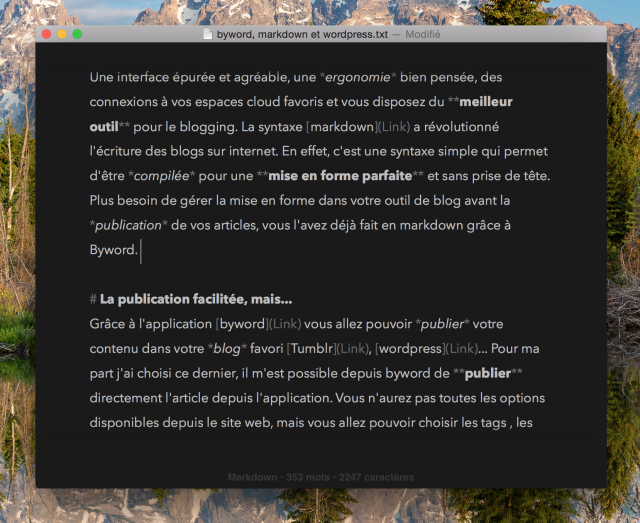 byword, markdown et wordpress.txt — Modifié
Une interface épurée et agréable, une *ergonomie* bien pensée, des
connexions à vos espaces cloud favoris et vous disposez du **meilleur
outil** pour le blogging. La syntaxe [markdown](Link) a révolutionné
l'écriture des blogs sur internet. En effet, c'est une syntaxe simple qui permet
d'être *compilée* pour une **mise en forme parfaite** et sans prise de tête.
Plus besoin de gérer la mise en forme dans votre outil de blog avant la
*publication* de vos articles, vous l'avez déjà fait en markdown grâce à
Byword.
# La publication facilitée, mais...
Grâce à l'application [byword](Link) vous allez pouvoir *publier* votre
contenu dans votre *blog* favori [Tumblr](Link), [wordpress](Link)... Pour ma
part j'ai choisi ce dernier, il m'est possible depuis byword de **publier**
directement l'article depuis l'application. Vous n'aurez pas toutes les options
disponibles depuis le site web, mais vous allez pouvoir choisir les tags , les
Markdown • 353 mots • 2247 caractères